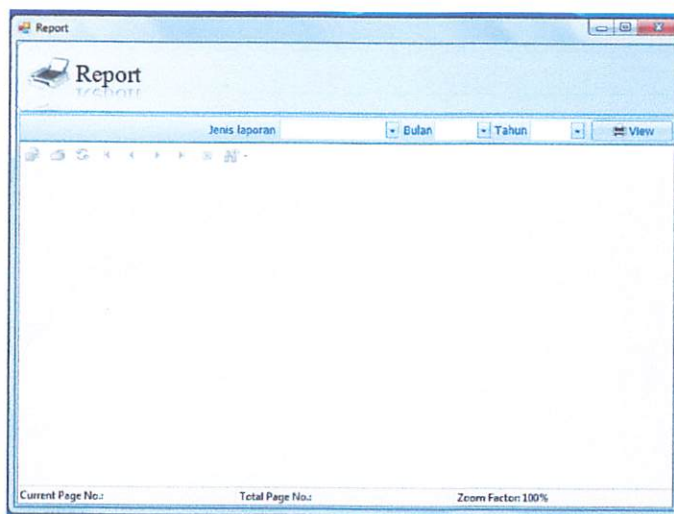 Report
Report
Jenis laporan Bulan Tahun View
Current Page No.: Total Page No.: Zoom Factor: 100%